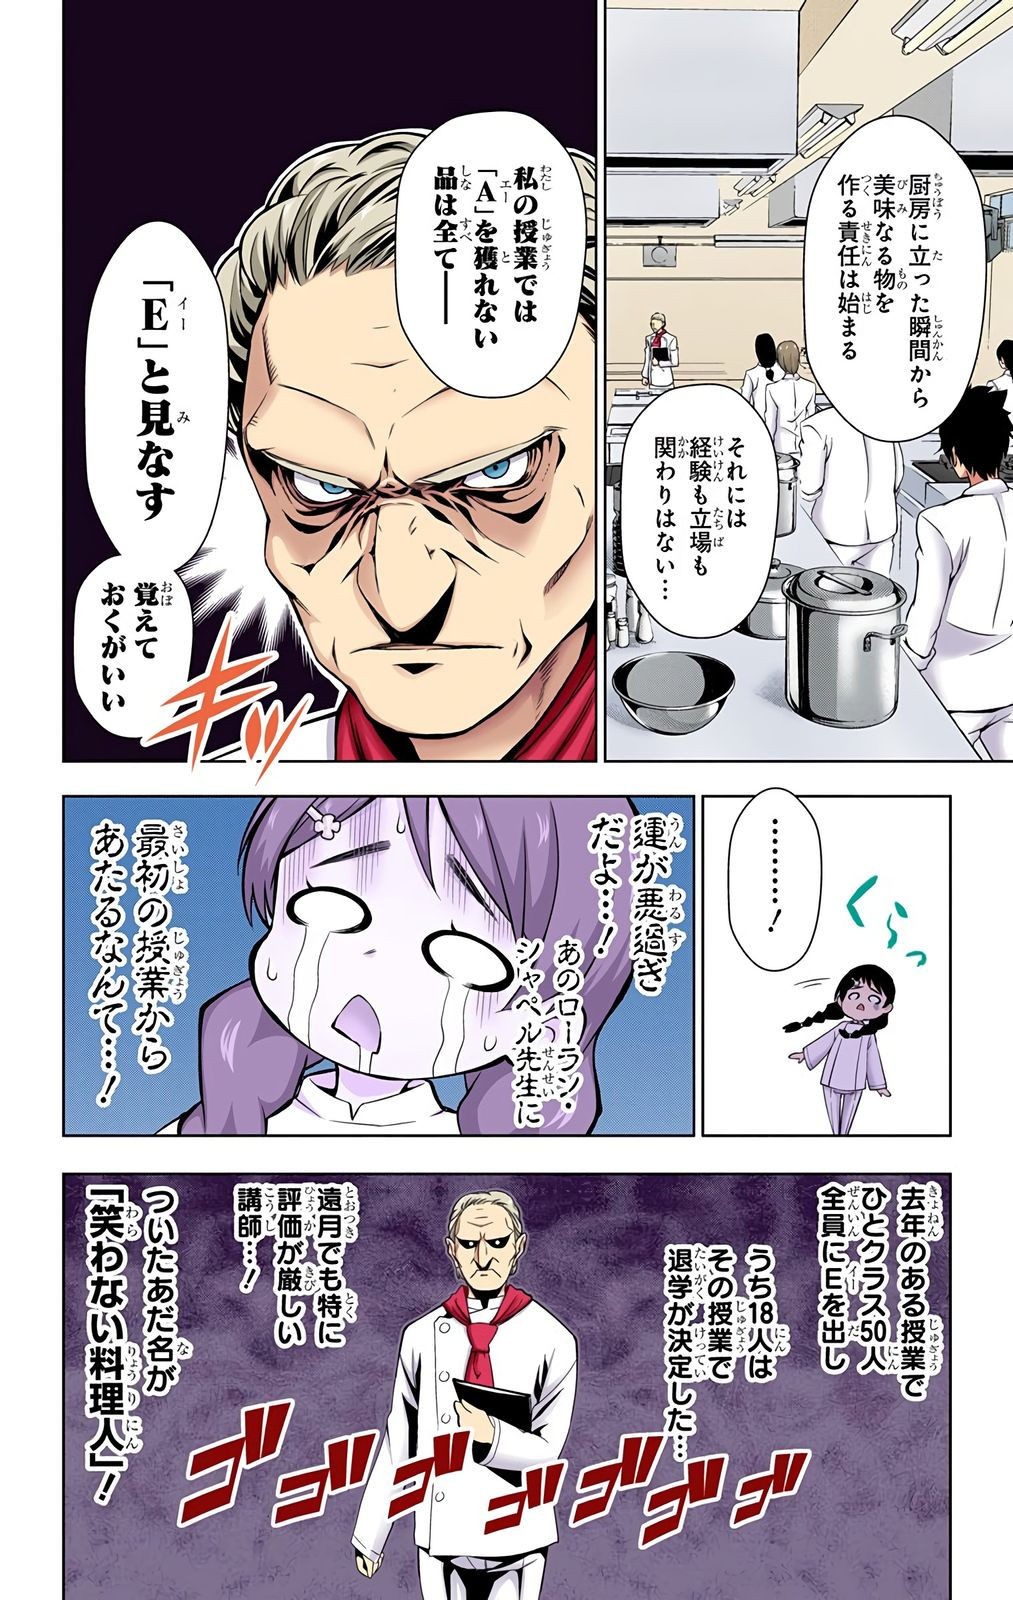 厨房に立った瞬間から
美味なる物を
作る責任は始まる
それには
経験も立場も
関わりはない…
私の授業では
「A」を獲れない
品は全て――
「E」と見なす
覚えて
おくがいい
ギッ
………!
くらっ
運が悪過ぎ
だよ…!
あのローラン・
シャペル先生に
最初の授業から
あたるなんて…!
去年のある授業で
ひとクラス50人
全員にEを出し
うち18人は
その授業で
退学が決定した…
遠月でも特に
評価が厳しい
講師…!
ついたあだ名が
「笑わない料理人」!
ゴゴゴゴゴゴ